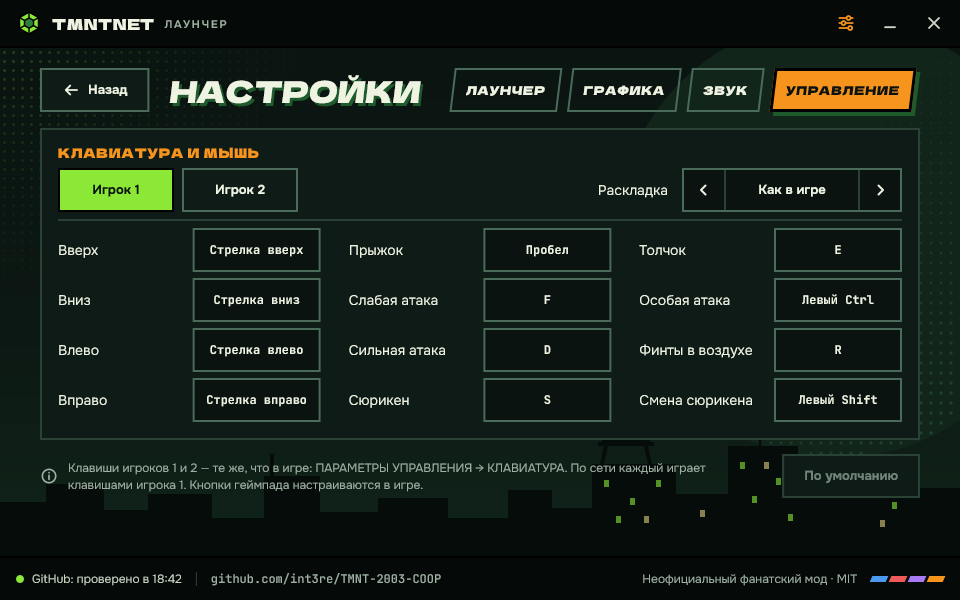 TMNTNET ЛАУНЧЕР
Назад
НАСТРОЙКИ
ЛАУНЧЕР
ГРАФИКА
ЗВУК
УПРАВЛЕНИЕ
КЛАВИАТУРА И МЫШЬ
Игрок 1
Игрок 2
Раскладка
Как в игре
Вверх
Стрелка вверх
Прыжок
Пробел
Толчок
E
Вниз
Стрелка вниз
Слабая атака
F
Особая атака
Левый Ctrl
Влево
Стрелка влево
Сильная атака
D
Финты в воздухе
R
Вправо
Стрелка вправо
Сюрикен
S
Смена сюрикена
Левый Shift
Клавиши игроков 1 и 2 — те же, что в игре: ПАРАМЕТРЫ УПРАВЛЕНИЯ → КЛАВИАТУРА. По сети каждый играет
клавишами игрока 1. Кнопки геймпада настраиваются в игре.
По умолчанию
GitHub: проверено в 18:42
github.com/int3re/TMNT-2003-COOP
Неофициальный фанатский мод · MIT